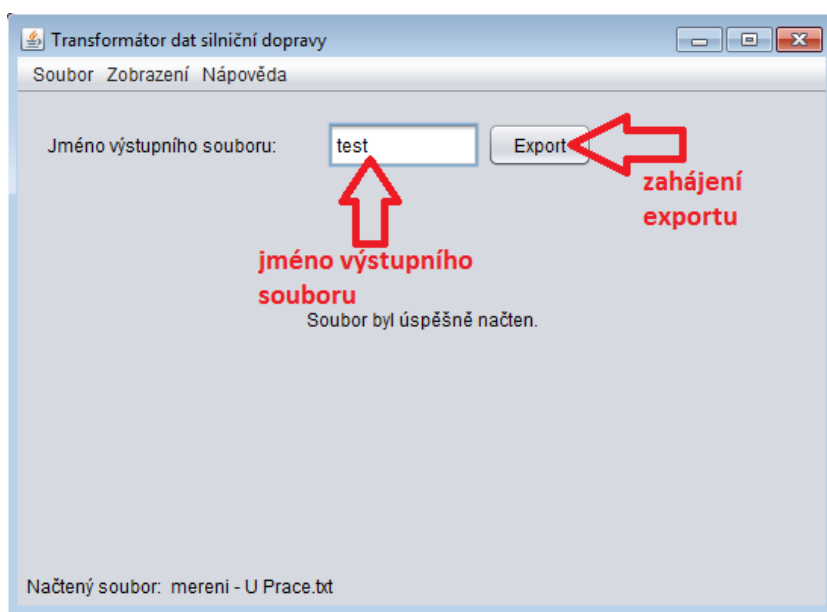 Transformátor dat silniční dopravy
Soubor Zobrazení Nápověda
Jméno výstupního souboru: test Export
zahájení
exportu
jméno výstupního
souboru
Soubor byl úspěšně načten.
Načtený soubor: mereni - U Prace.txt